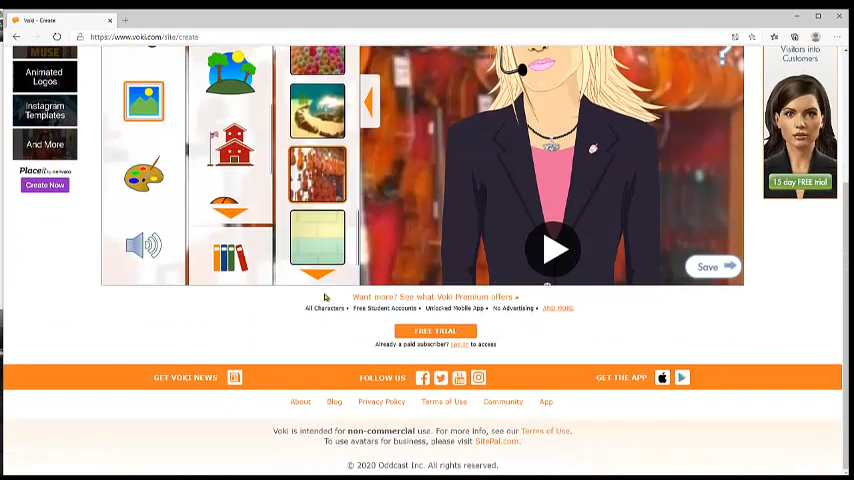 Voki - Create
https://www.voki.com/site/create
MUSE
Animated
Logos
Instagram
Templates
And More
Placeit by envato
Create Now
Visitors into
Customers
15 day FREE trial
Save
Want more? See what Voki Premium offers
All Characters • Free Student Accounts • Unlocked Mobile App • No Advertising • AND MORE
FREE TRIAL
Already a paid subscriber? Log in to access
GET VOKI NEWS
FOLLOW US
You
Tube
GET THE APP
About
Blog
Privacy Policy
Terms of Use
Community
App
Voki is intended for non-commercial use. For more info, see our Terms of Use.
To use avatars for business, please visit SitePal.com.
© 2020 Oddcast Inc. All rights reserved.